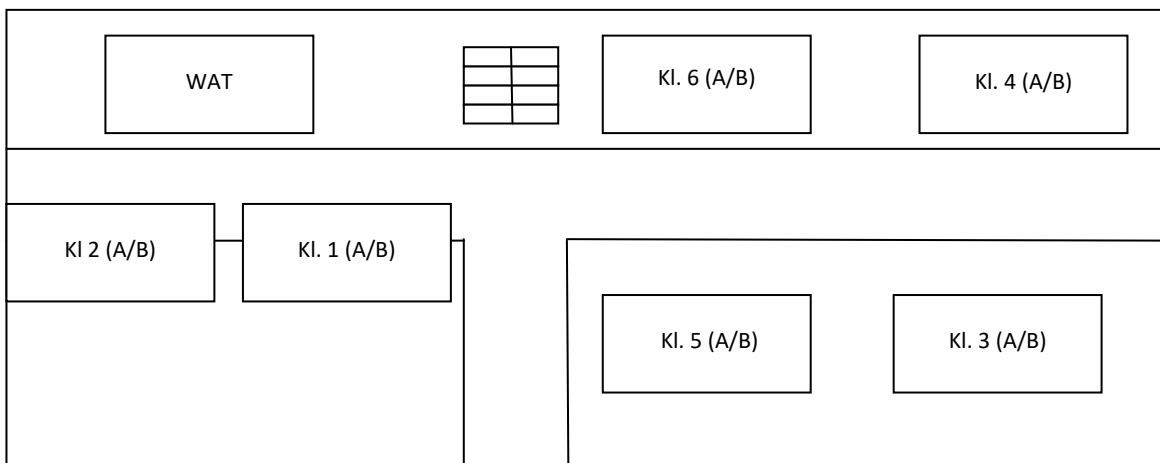 WAT
Kl. 6 (A/B)
Kl. 4 (A/B)
Kl 2 (A/B)
Kl. 1 (A/B)
Kl. 5 (A/B)
Kl. 3 (A/B)